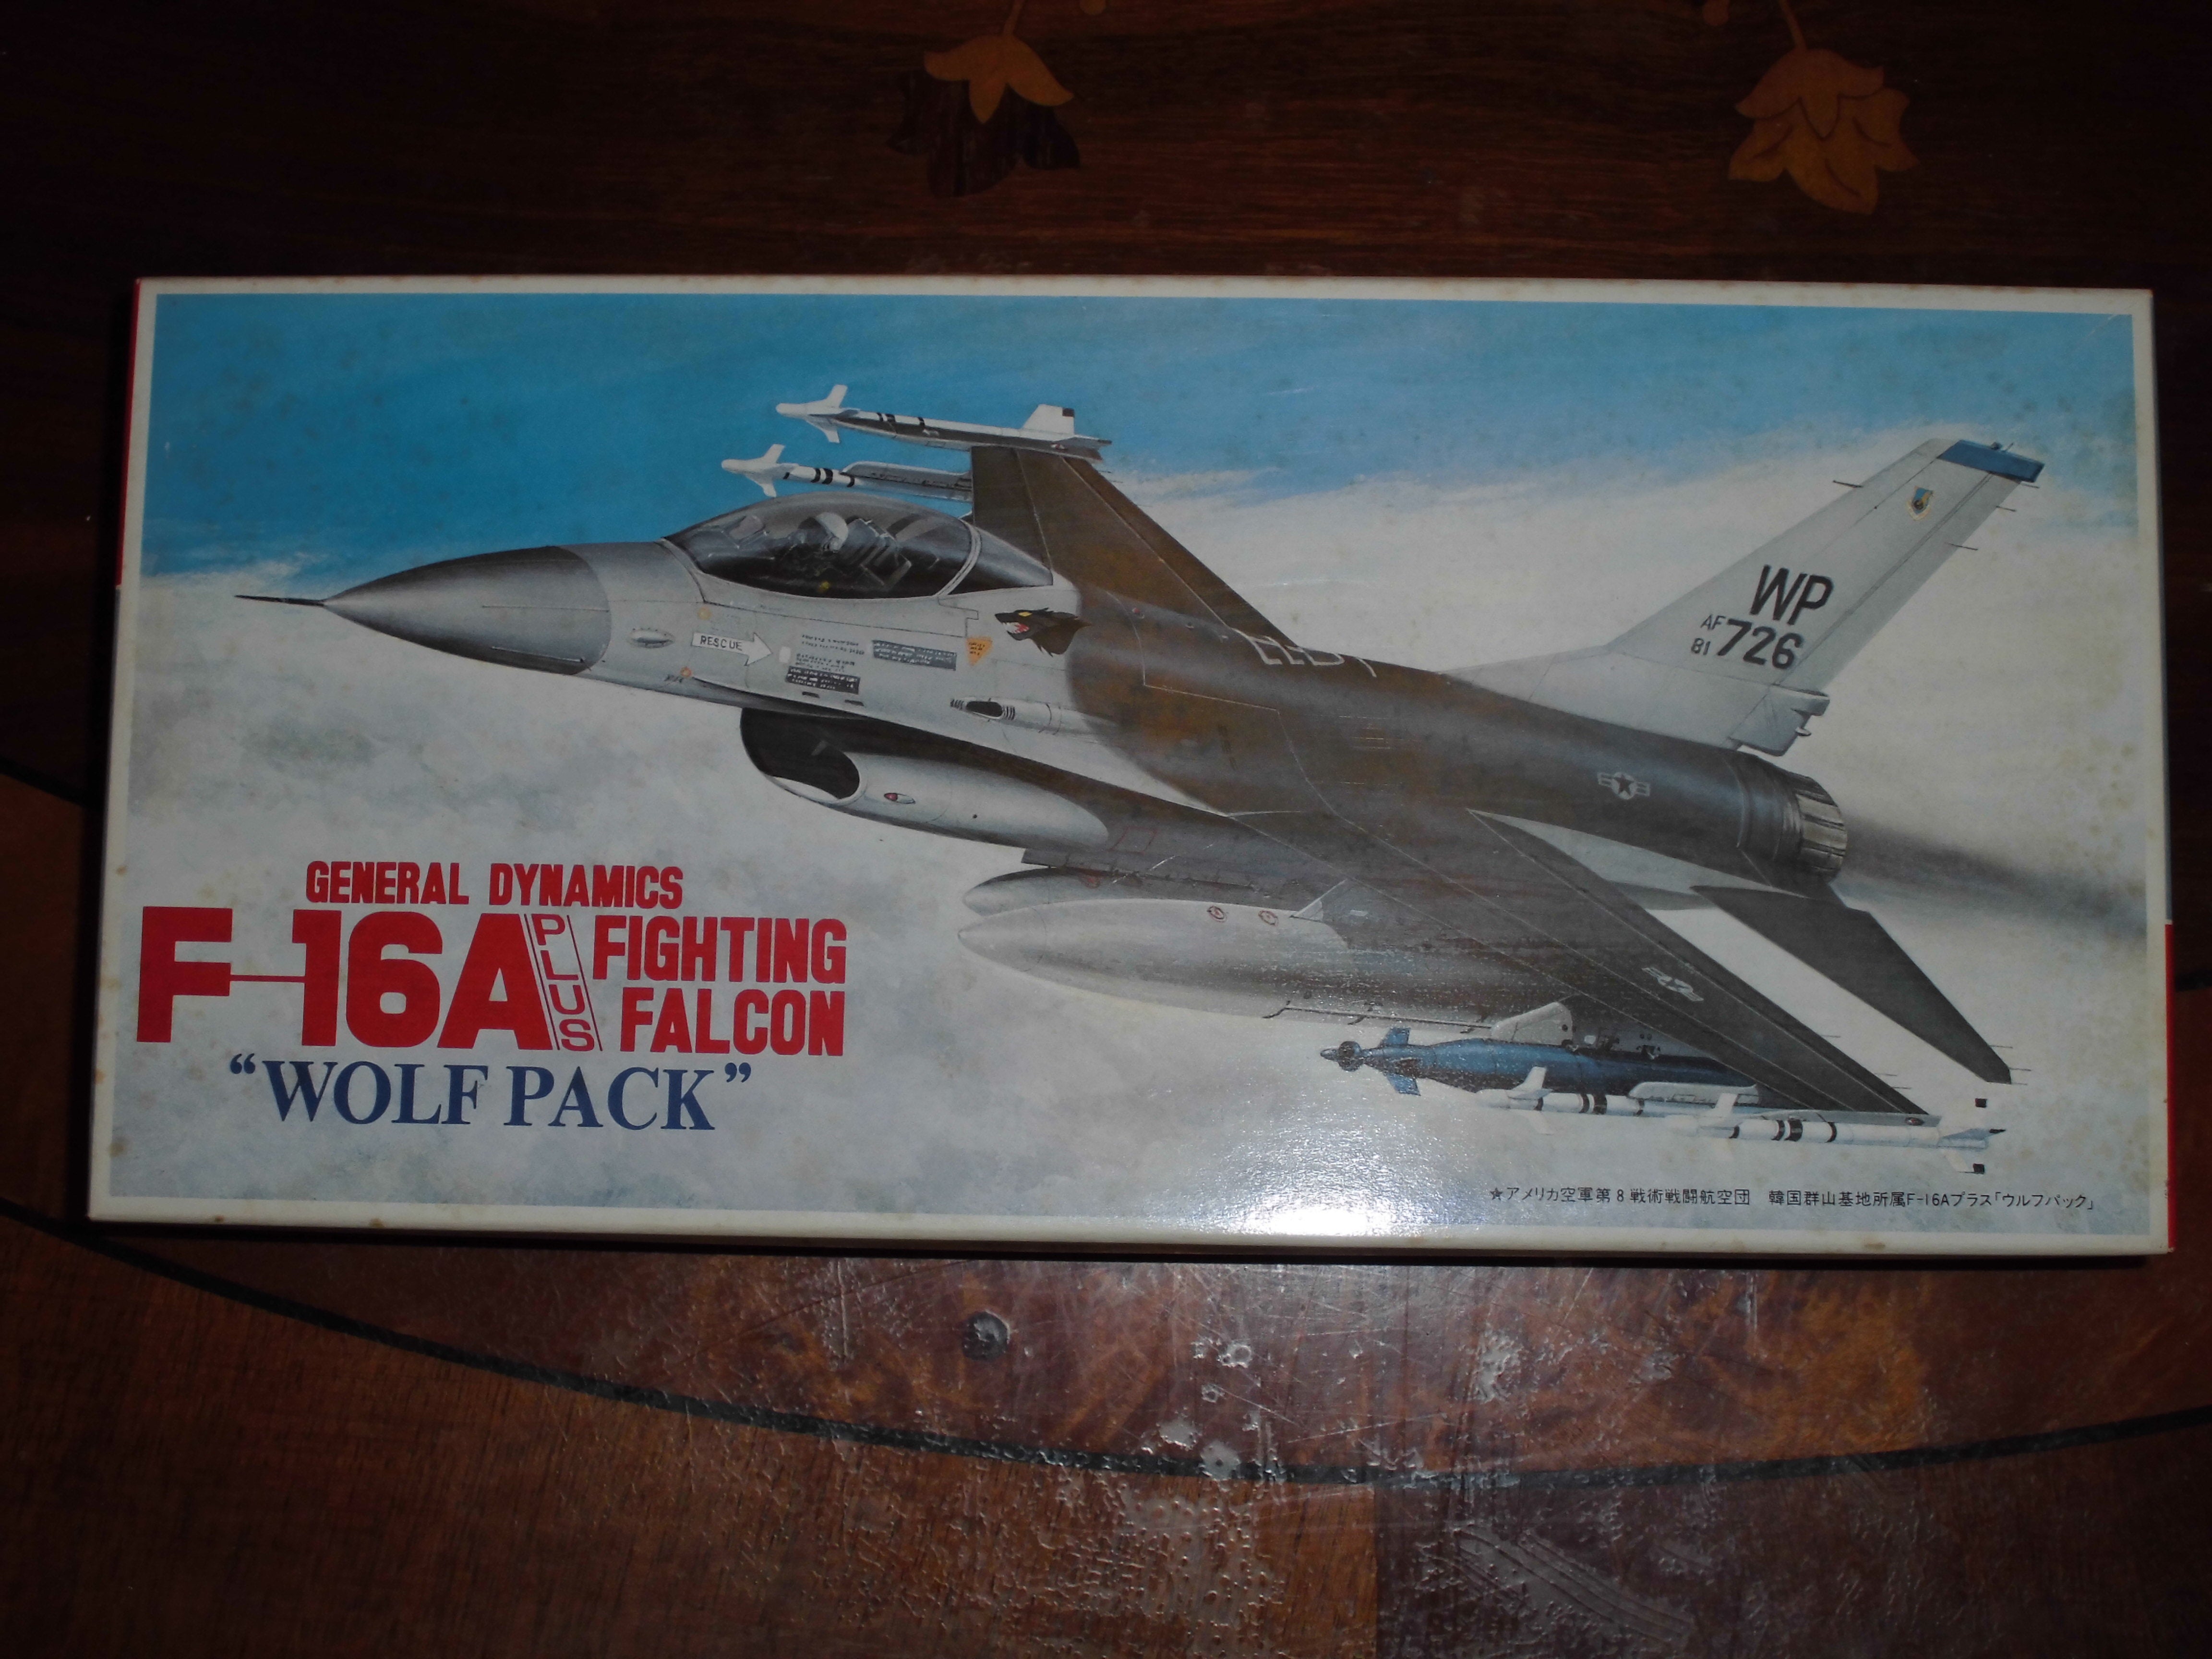 WP
AF
81 726
RESCUE
GENERAL DYNAMICS
F-16A PLUS FIGHTING
FALCON
“WOLF PACK”
★アメリカ空軍第8戦術戦闘航空団 韓国群山基地所属F-16Aプラス「ウルフパック」